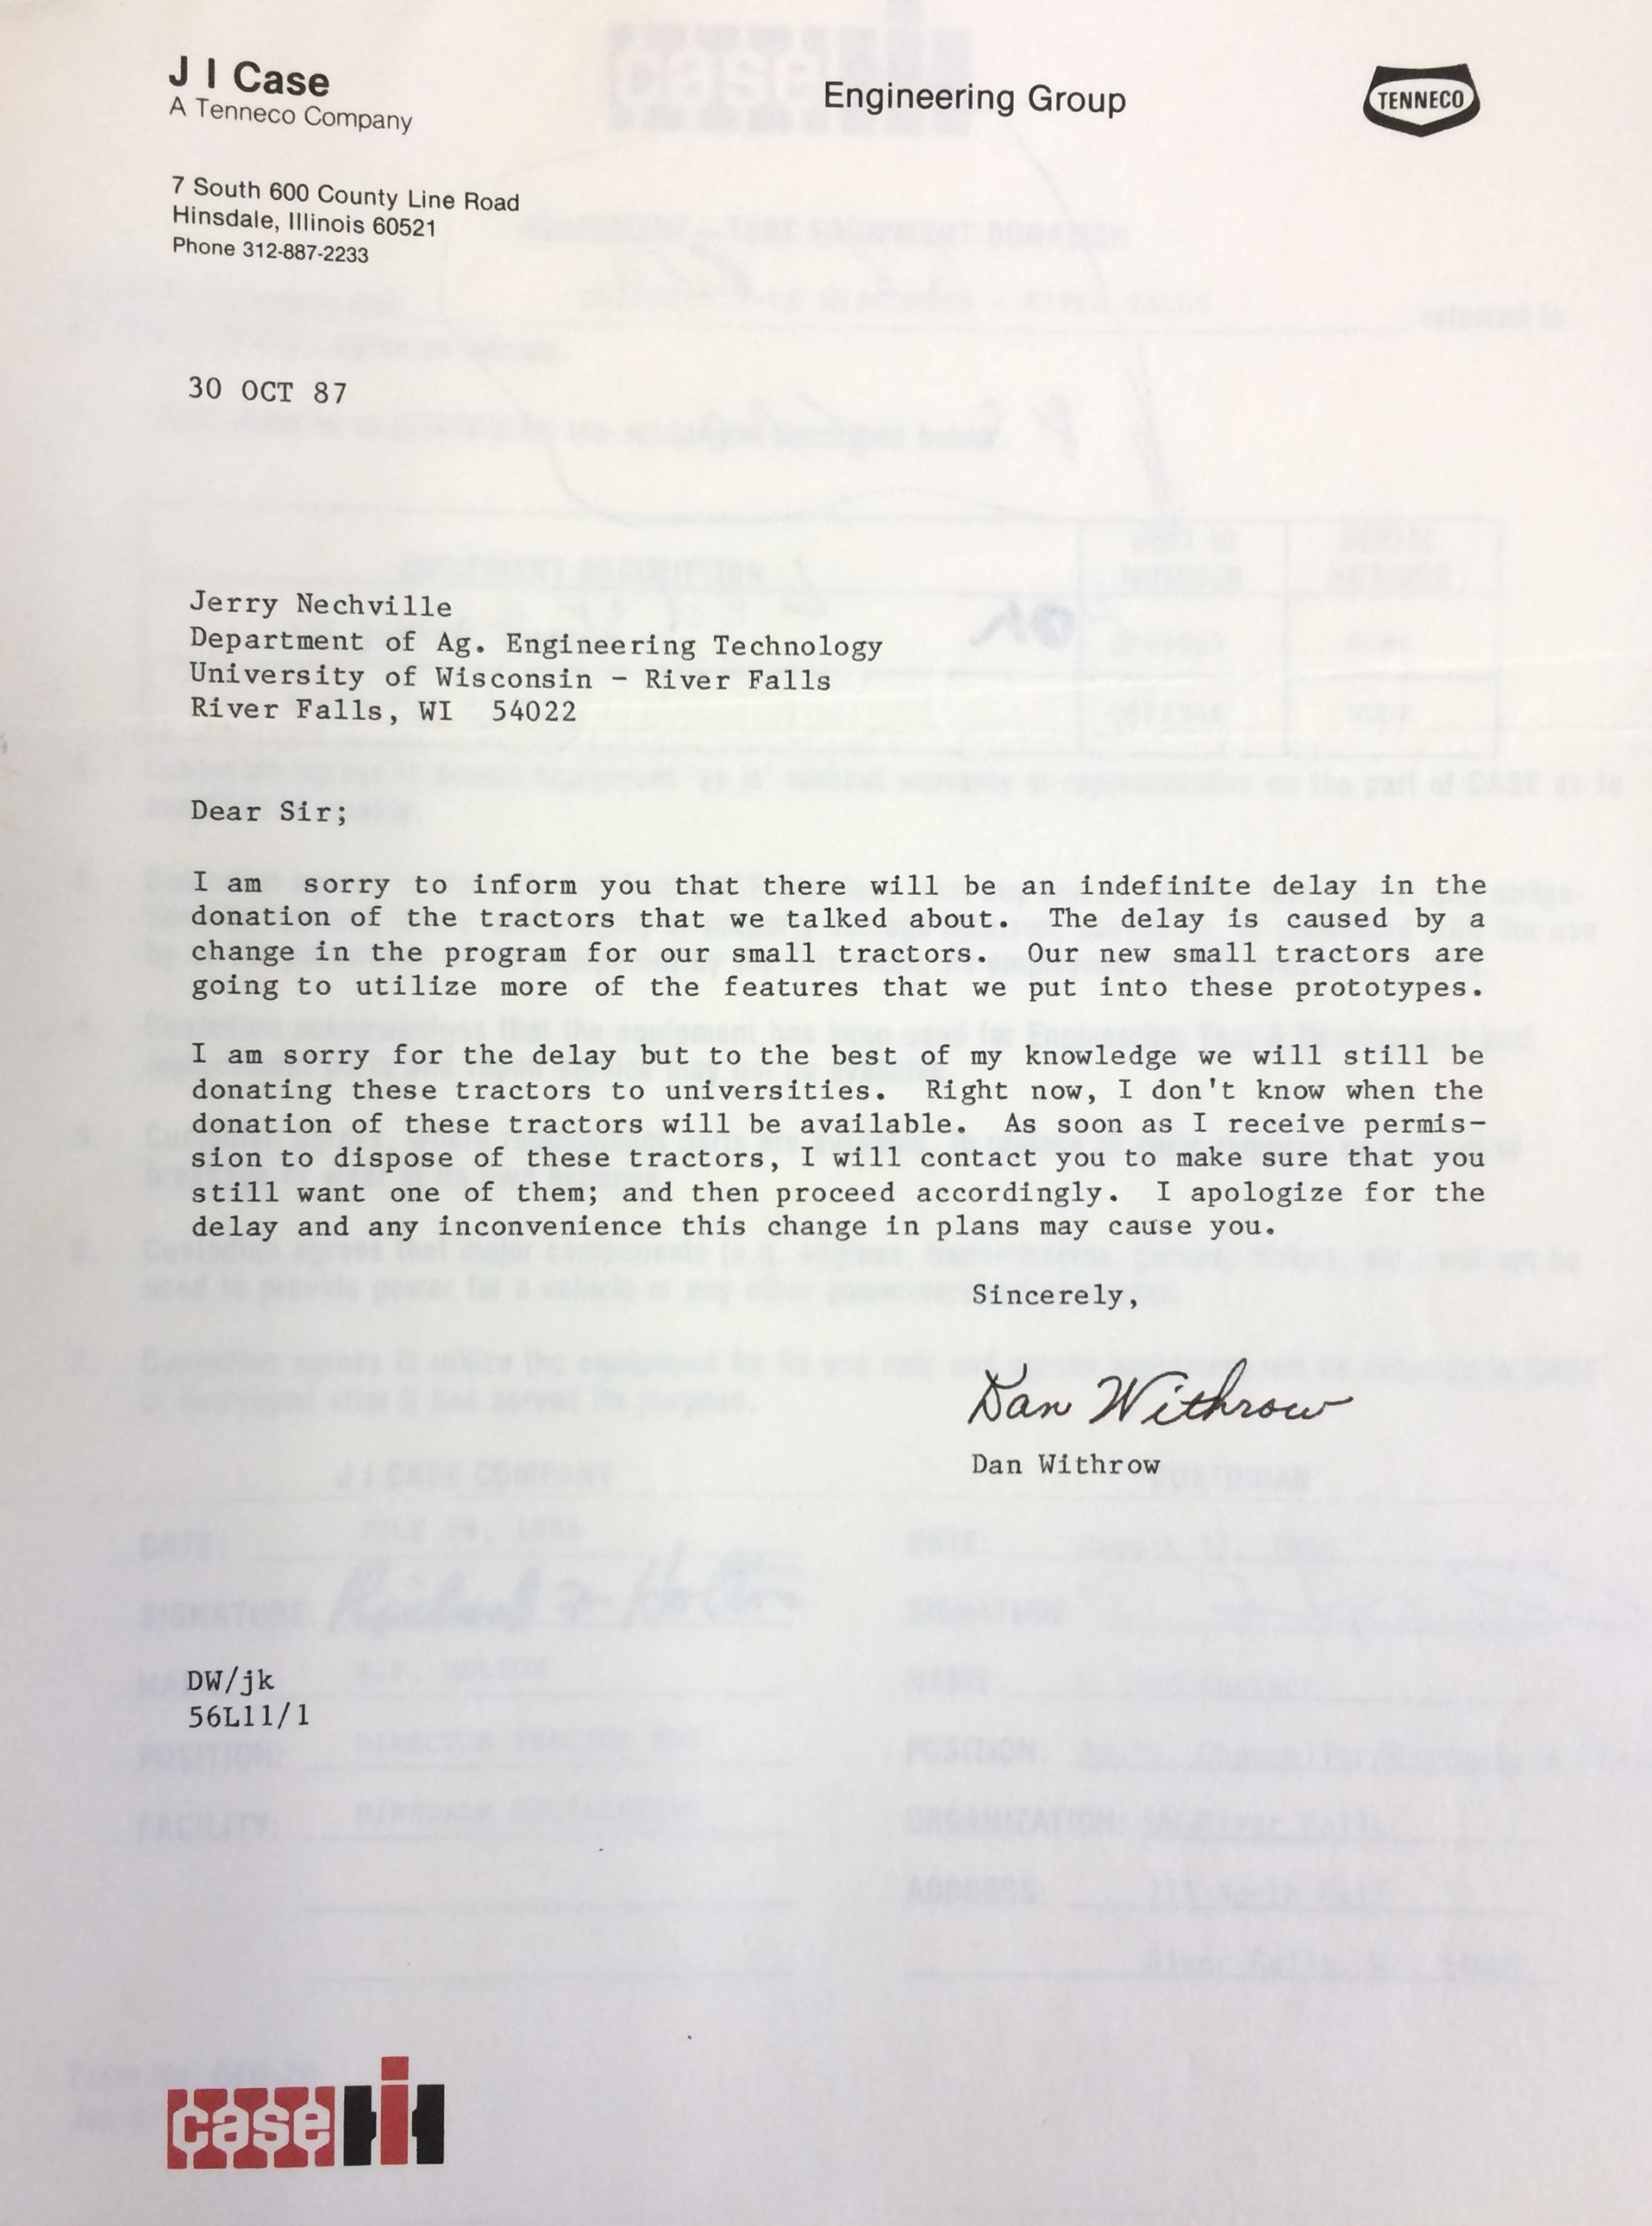 J I Case
A Tenneco Company
Engineering Group
TENNECO
7 South 600 County Line Road
Hinsdale, Illinois 60521
Phone 312-887-2233
30 OCT 87
Jerry Nechville
Department of Ag. Engineering Technology
University of Wisconsin - River Falls
River Falls, WI 54022
Dear Sir;
I am sorry to inform you that there will be an indefinite delay in the
donation of the tractors that we talked about. The delay is caused by a
change in the program for our small tractors. Our new small tractors are
going to utilize more of the features that we put into these prototypes.
I am sorry for the delay but to the best of my knowledge we will still be
donating these tractors to universities. Right now, I don't know when the
donation of these tractors will be available. As soon as I receive permis-
sion to dispose of these tractors, I will contact you to make sure that you
still want one of them; and then proceed accordingly. I apologize for the
delay and any inconvenience this change in plans may cause you.
Sincerely,
Dan Withrow
Dan Withrow
DW/jk
56L11/1
case IH